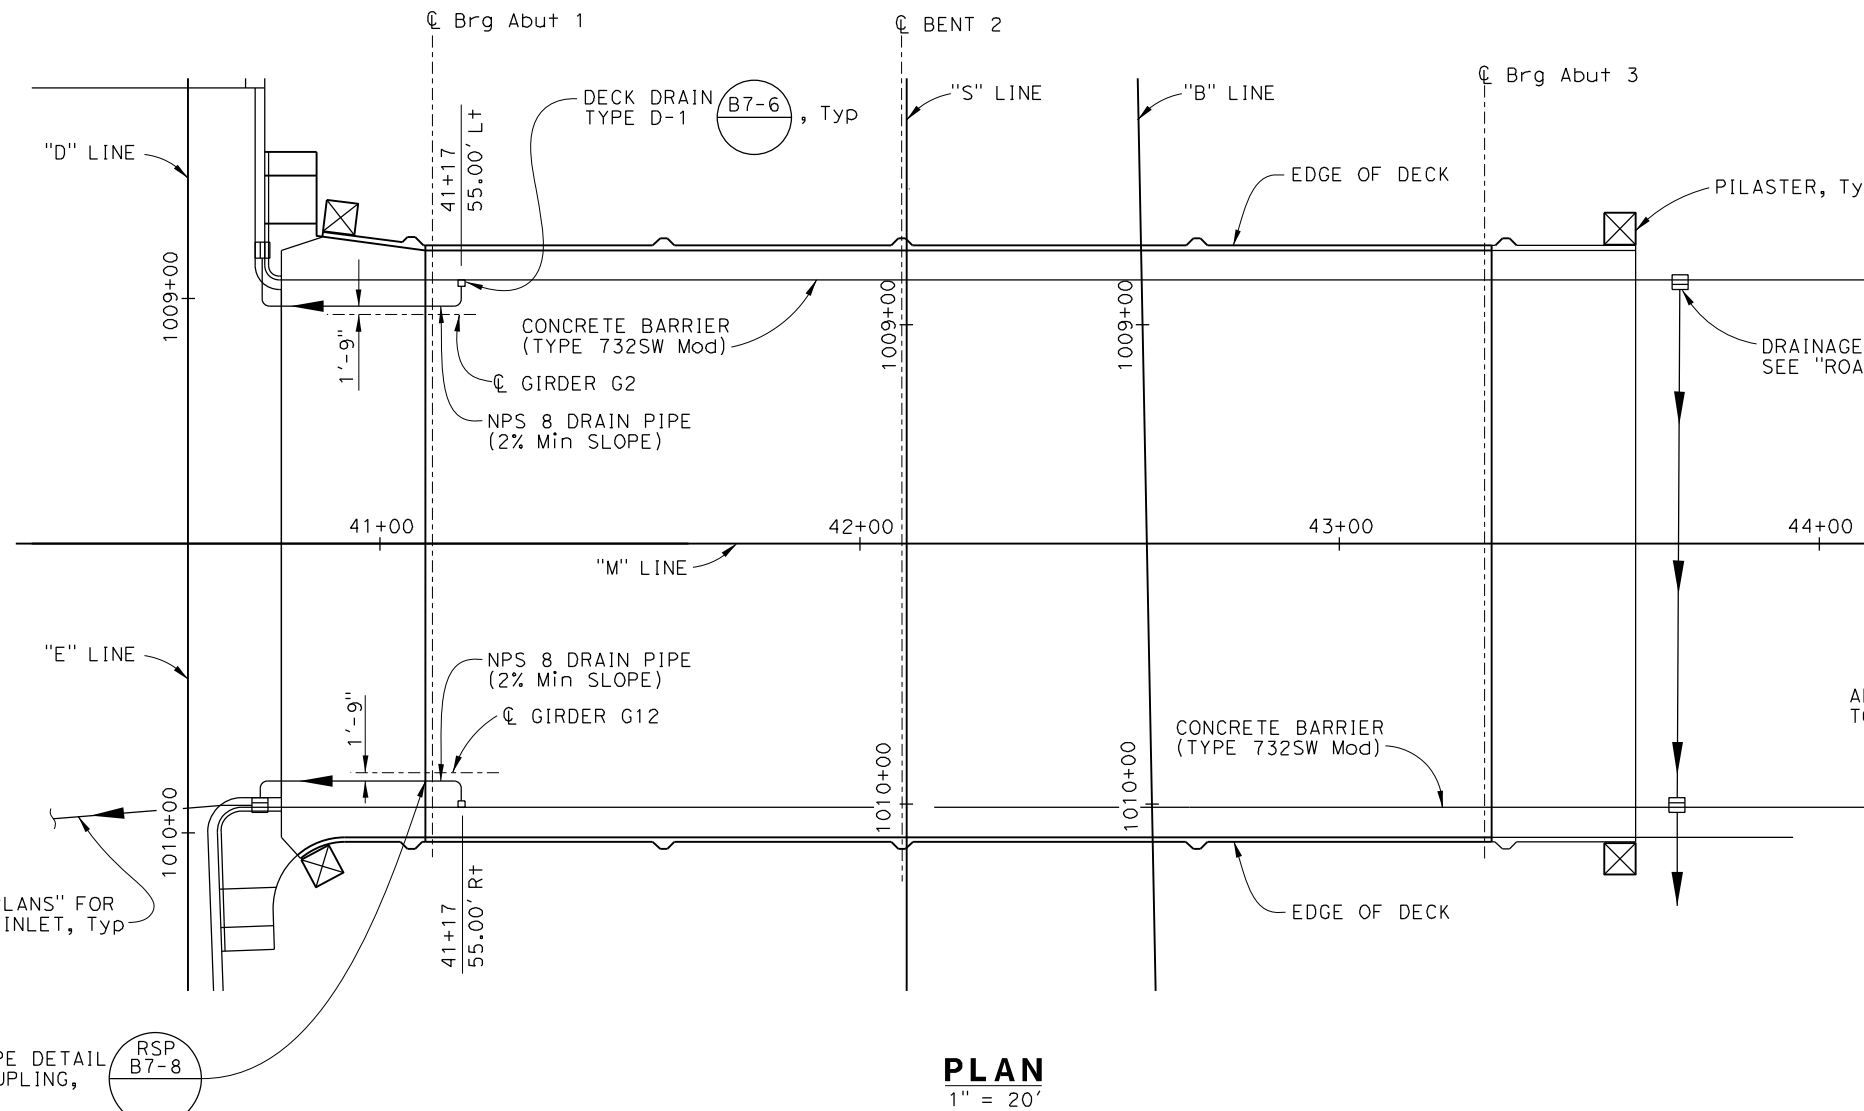 ℄ Brg Abut 1
℄ BENT 2
℄ Brg Abut 3
"S" LINE
"B" LINE
DECK DRAIN
TYPE D-1
B7-6
, Typ
"D" LINE
41+17
55.00' Lt
EDGE OF DECK
PILASTER, Ty
1009+00
1009+00
1009+00
1'-9"
CONCRETE BARRIER
(TYPE 732SW Mod)
DRAINAGE
SEE "ROA
℄ GIRDER G2
NPS 8 DRAIN PIPE
(2% Min SLOPE)
41+00
42+00
43+00
44+00
"M" LINE
"E" LINE
NPS 8 DRAIN PIPE
(2% Min SLOPE)
1'-9"
℄ GIRDER G12
CONCRETE BARRIER
(TYPE 732SW Mod)
1010+00
1010+00
1010+00
41+17
55.00' Rt
LANS" FOR
INLET, Typ
EDGE OF DECK
PE DETAIL
UPLING,
RSP
B7-8
PLAN
1" = 20'